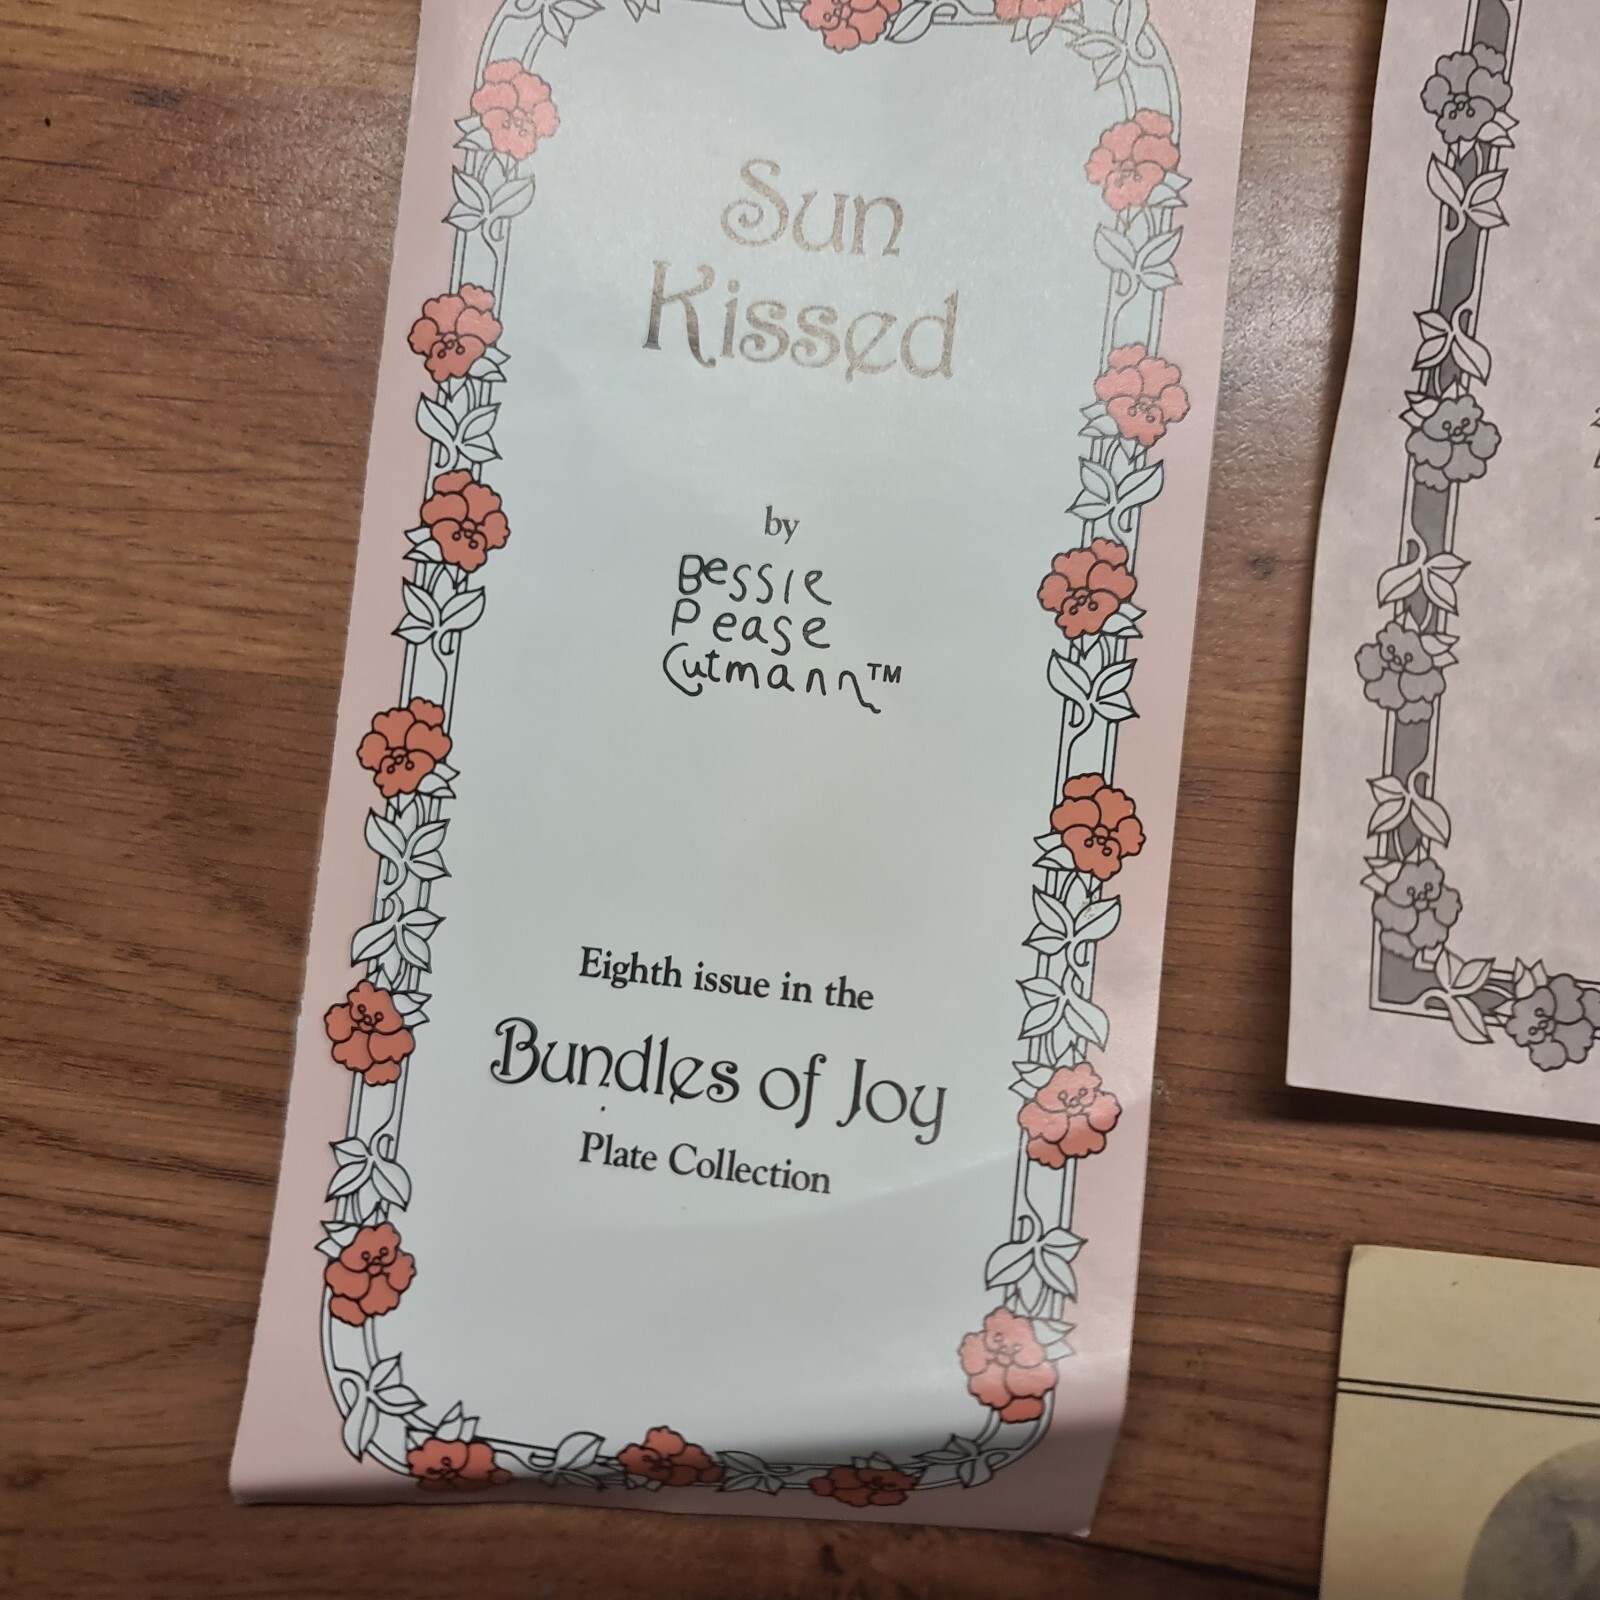 Sun
Kissed
by
Bessie
Pease
Gutmann™
Eighth issue in the
Bundles of Joy
Plate Collection